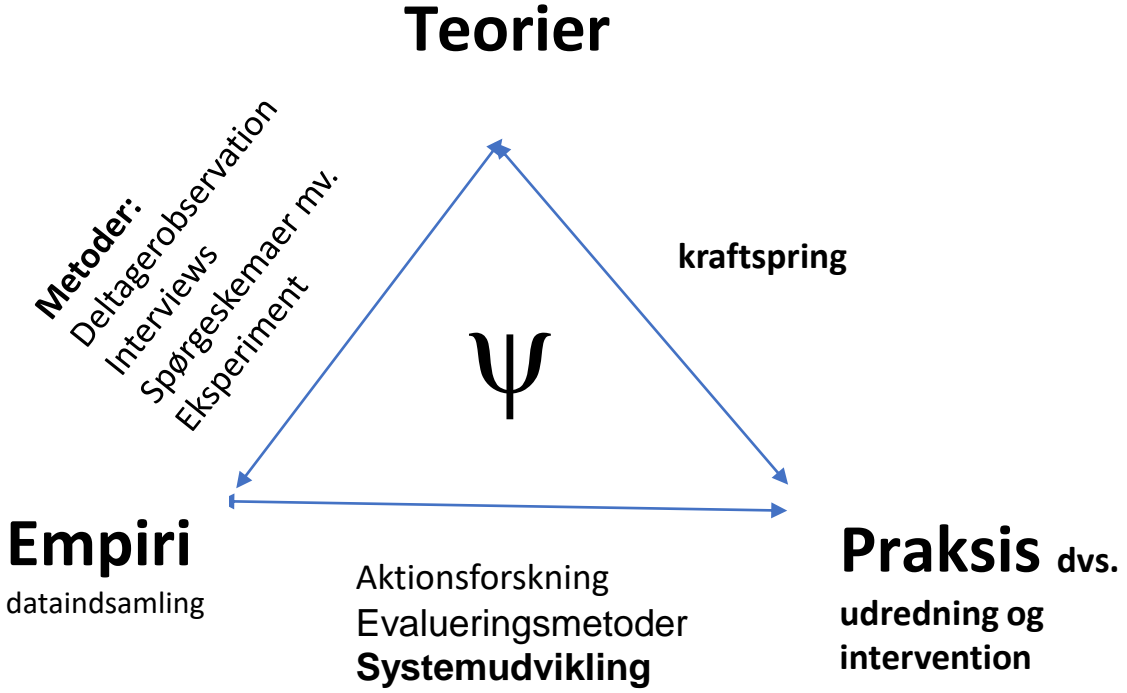 Teorier
Metoder:
Deltagerobservation
Interviews
Spørgeskemaer mv.
Eksperiment
kraftspring
ψ
Empiri
dataindsamling
Aktionsforskning
Evalueringsmetoder
Systemudvikling
Praksis dvs.
udredning og
intervention